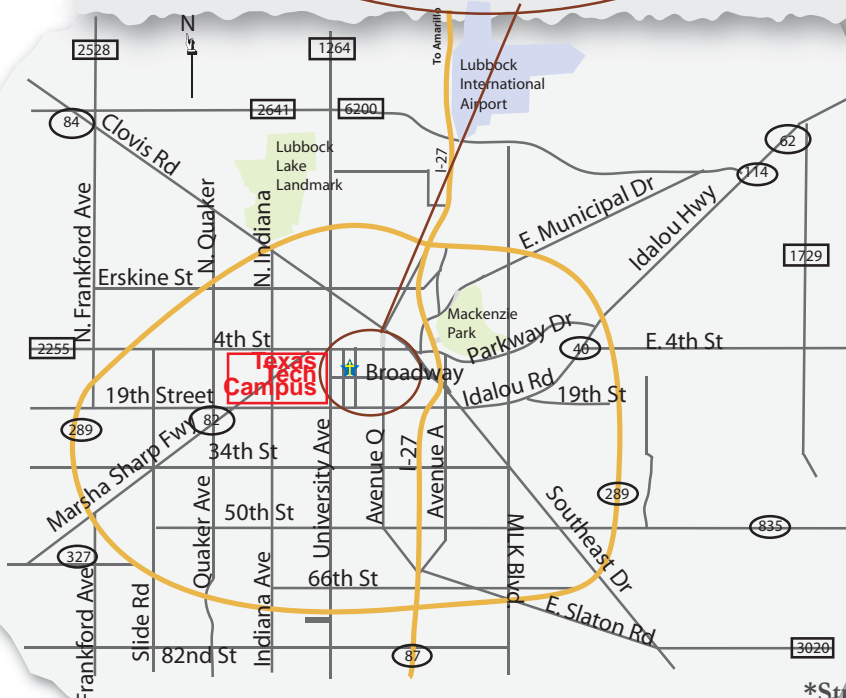 N
2528
1264
To Amarillo
Lubbock
International
Airport
84
Clovis Rd
2641
6200
62
Lubbock
Lake
Landmark
I-27
114
E. Municipal Dr
Idalou Hwy
N. Frankford Ave
N. Quaker
N. Indiana
1729
Erskine St
Mackenzie
Park
Parkway Dr
4th St
2255
40
E. 4th St
Texas
Tech
Campus
Broadway
Idalou Rd
19th Street
19th St
289
82
Marsha Sharp Fwy
34th St
University Ave
Avenue Q
I-27
Avenue A
289
Southeast Dr
50th St
835
Quaker Ave
327
MLK Blvd.
66th St
Frankford Ave
Slide Rd
Indiana Ave
E. Slaton Rd
82nd St
87
3020